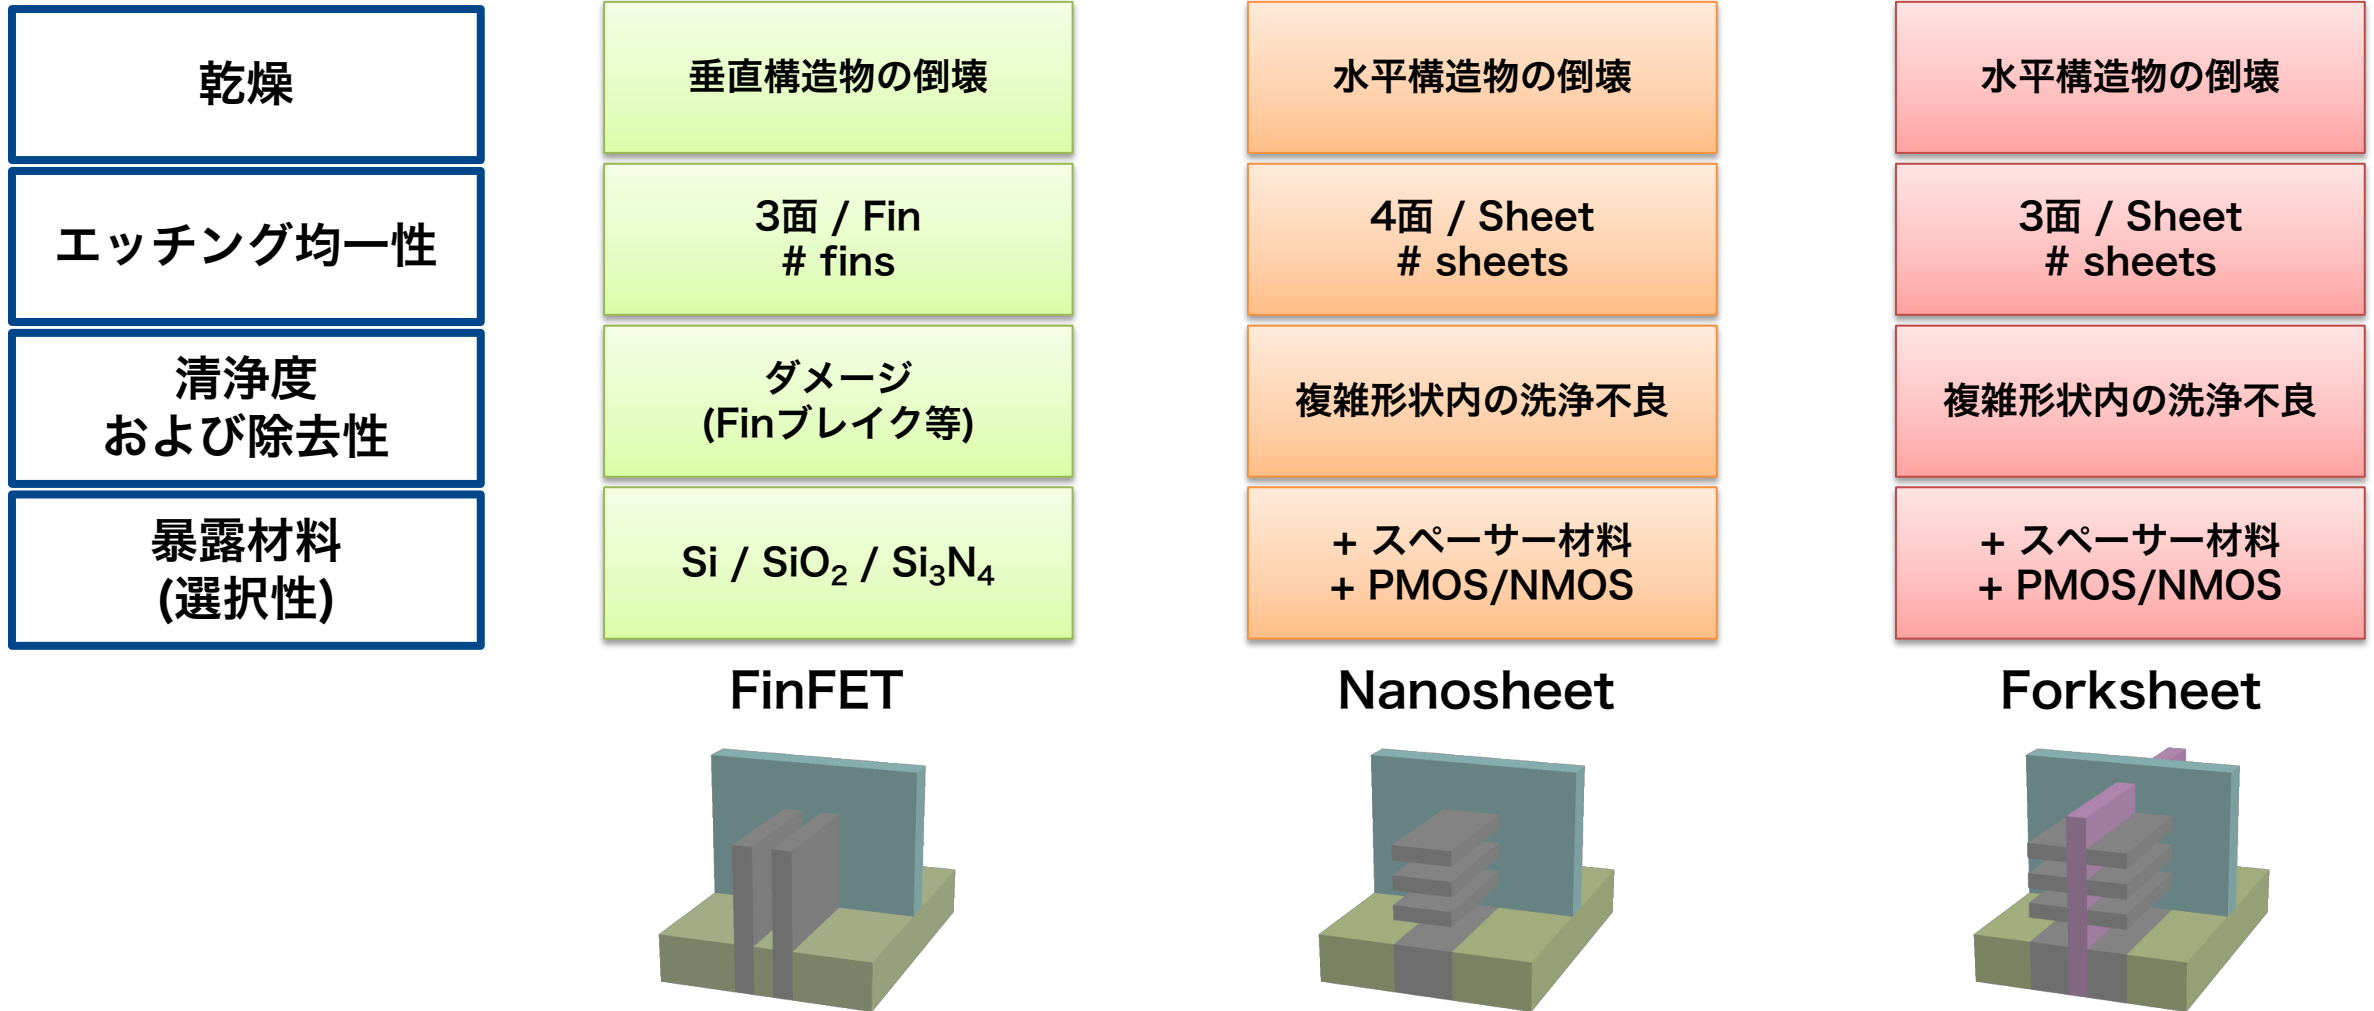 乾燥
垂直構造物の倒壊
水平構造物の倒壊
水平構造物の倒壊
エッチング均一性
3面 / Fin
# fins
4面 / Sheet
# sheets
3面 / Sheet
# sheets
清浄度
および除去性
ダメージ
(Finブレイク等)
複雑形状内の洗浄不良
複雑形状内の洗浄不良
暴露材料
(選択性)
Si / SiO₂ / Si₃N₄
+ スペーサー材料
+ PMOS/NMOS
+ スペーサー材料
+ PMOS/NMOS
FinFET
Nanosheet
Forksheet